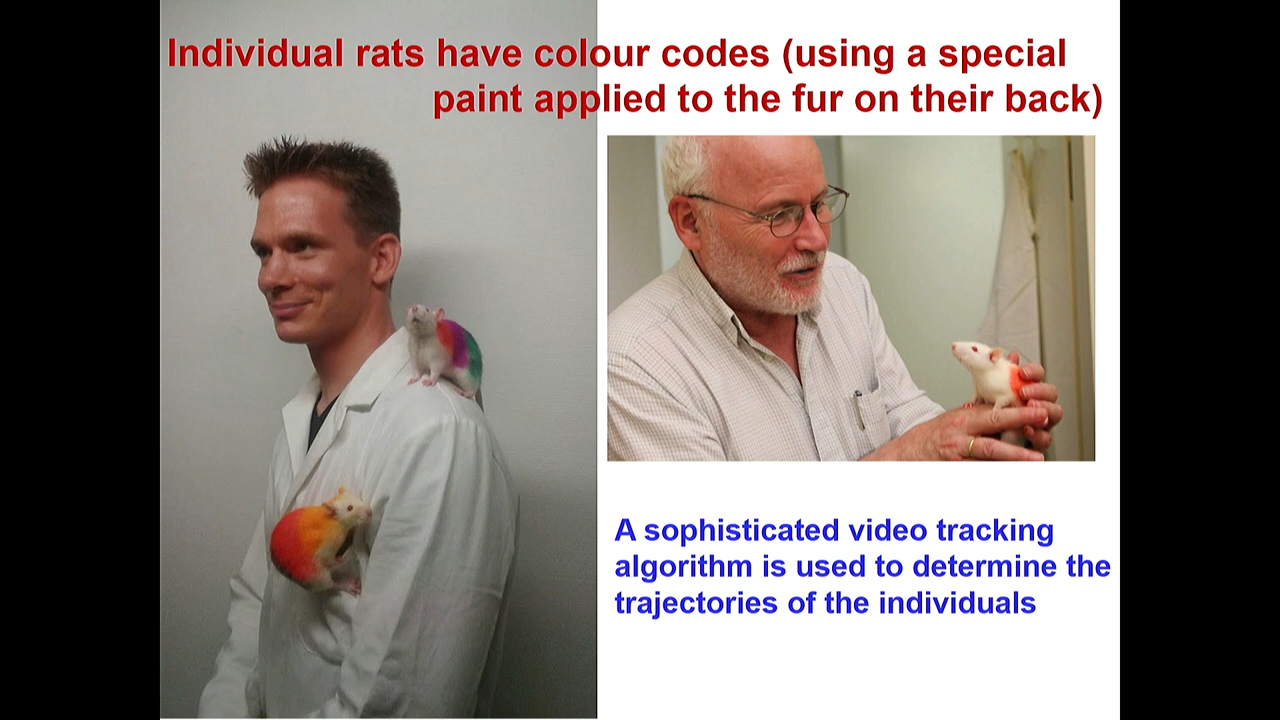 Individual rats have colour codes (using a special
paint applied to the fur on their back)
A sophisticated video tracking
algorithm is used to determine the
trajectories of the individuals